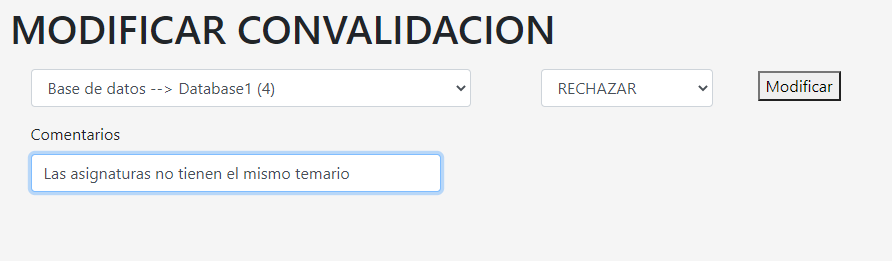 MODIFICAR CONVALIDACION
Base de datos --> Database1 (4)
RECHAZAR
Modificar
Comentarios
Las asignaturas no tienen el mismo temario